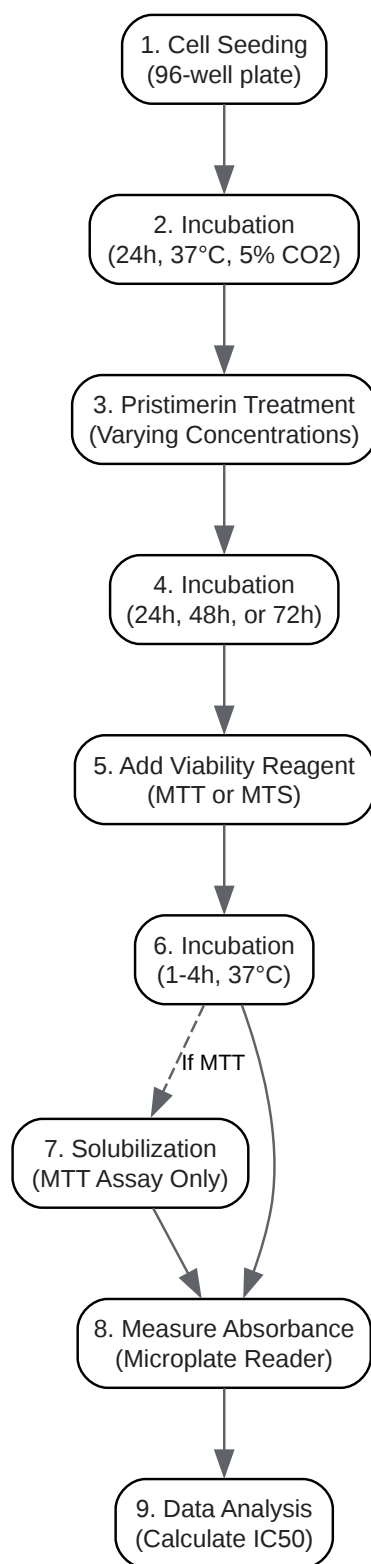 1. Cell Seeding
(96-well plate)
2. Incubation
(24h, 37°C, 5% CO2)
3. Pristimerin Treatment
(Varying Concentrations)
4. Incubation
(24h, 48h, or 72h)
5. Add Viability Reagent
(MTT or MTS)
6. Incubation
(1-4h, 37°C)
If MTT
7. Solubilization
(MTT Assay Only)
8. Measure Absorbance
(Microplate Reader)
9. Data Analysis
(Calculate IC50)